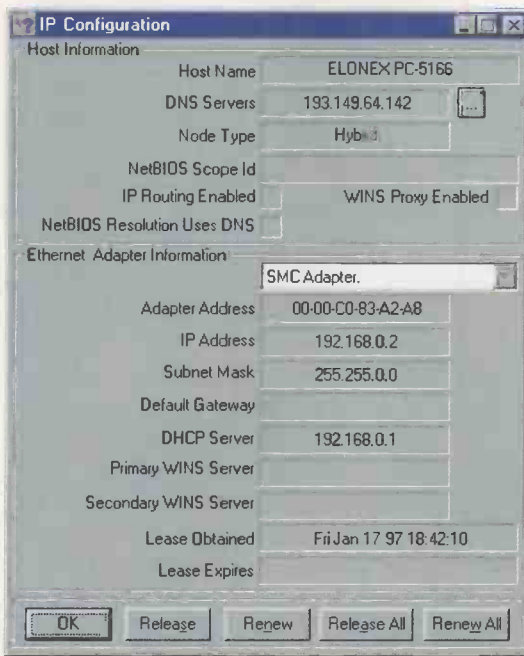 IP Configuration
Host Information
Host Name ELONEX PC-5166
DNS Servers 193.149.64.142 ...
Node Type
NetBIOS Scope Id
IP Routing Enabled WINS Proxy Enabled
NetBIOS Resolution Uses DNS
Ethernet Adapter Information
SMC Adapter.
Adapter Address 00-00-C0-83-A2-A8
IP Address 192.168.0.2
Subnet Mask 255.255.0.0
Default Gateway
DHCP Server 192.168.0.1
Primary WINS Server
Secondary WINS Server
Lease Obtained Fri Jan 17 97 18:42:10
Lease Expires
OK Release Renew Release All Renew All